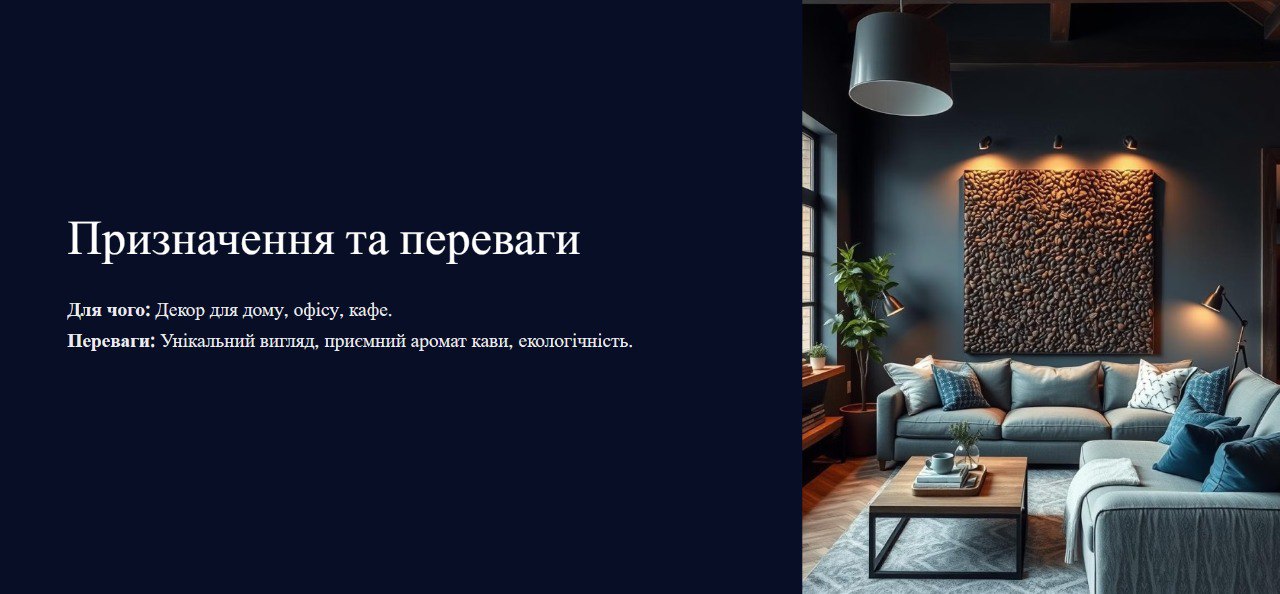 Призначення та переваги
Для чого: Декор для дому, офісу, кафе.
Переваги: Унікальний вигляд, приємний аромат кави, екологічність.